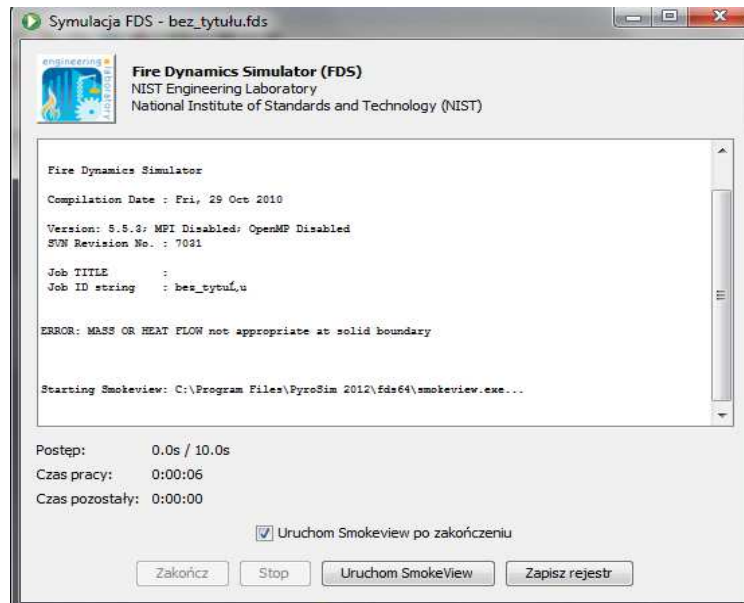 Symulacja FDS - bez_tytułu.fds
engineering laboratory
Fire Dynamics Simulator (FDS)
NIST Engineering Laboratory
National Institute of Standards and Technology (NIST)
Fire Dynamics Simulator
Compilation Date : Fri, 29 Oct 2010
Version: 5.5.3; MPI Disabled; OpenMP Disabled
SVN Revision No. : 7031
Job TITLE :
Job ID string : bez_tytuĹ‚u
ERROR: MASS OR HEAT FLOW not appropriate at solid boundary
Starting Smokeview: C:\Program Files\PyroSim 2012\fds64\smokeview.exe...
Postęp: 0.0s / 10.0s
Czas pracy: 0:00:06
Czas pozostały: 0:00:00
Uruchom Smokeview po zakończeniu
Zakończ Stop Uruchom SmokeView Zapisz rejestr